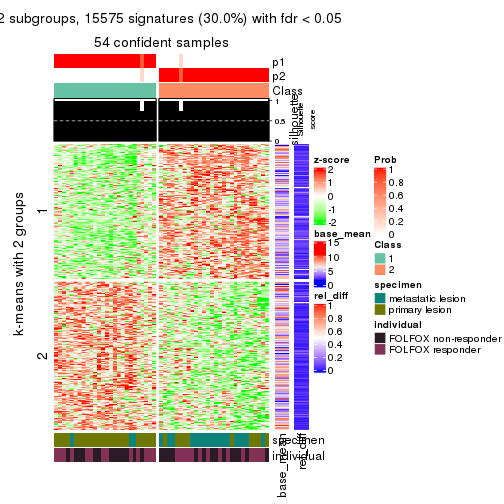 2 subgroups, 15575 signatures (30.0%) with fdr < 0.05
54 confident samples
p1
p2
Class
1
0.5
0
silhouette
Silhouette
score
k-means with 2 groups
1
2
z-score
2
1
0
-1
-2
base_mean
15
10
5
0
rel_diff
1
0.8
0.6
0.4
0.2
0
Prob
1
0.8
0.6
0.4
0.2
0
Class
1
2
specimen
metastatic lesion
primary lesion
individual
FOLFOX non-responder
FOLFOX responder
specimen
individual
base_mean
rel_diff